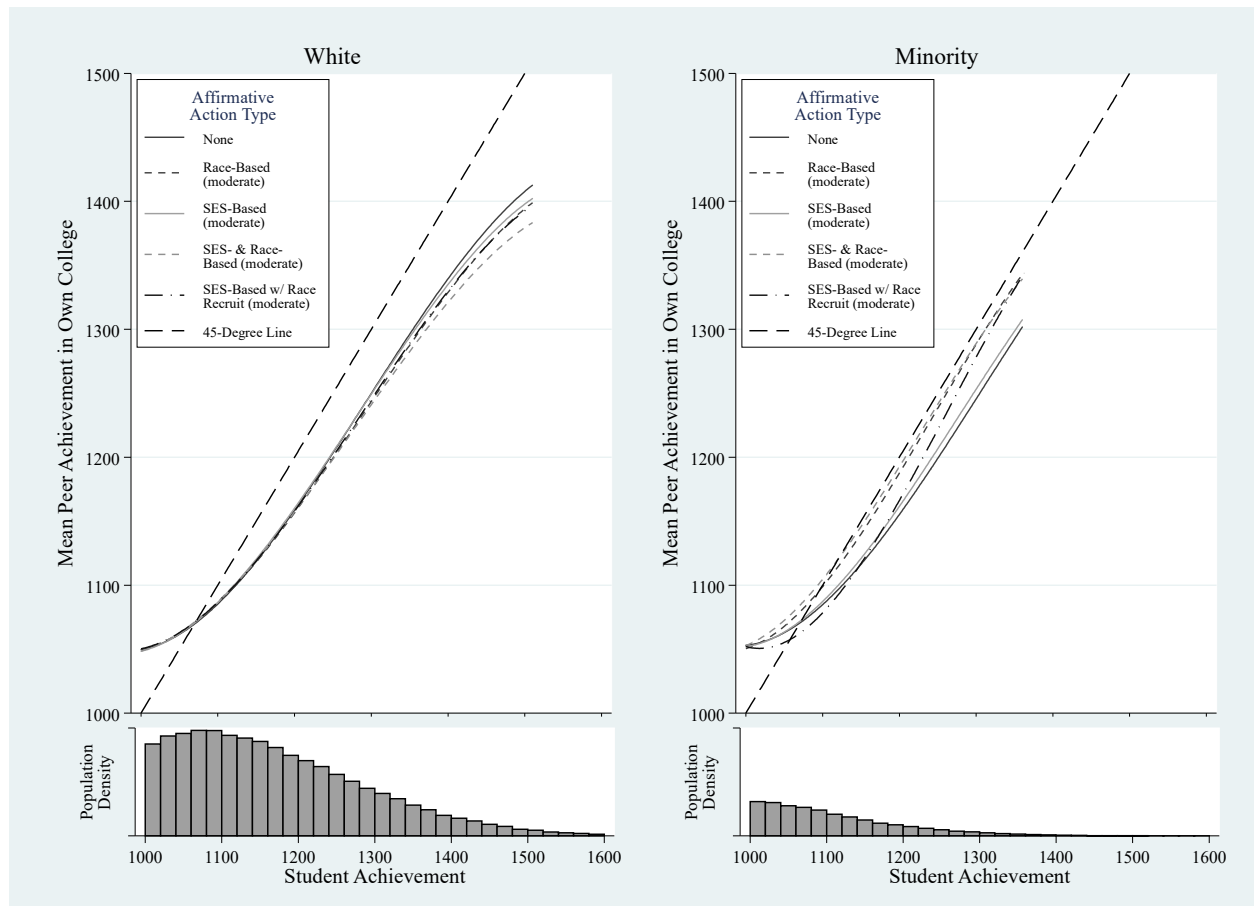 White
1500
1400
1300
1200
1100
1000
Mean Peer Achievement in Own College
Affirmative
Action Type
None
Race-Based
(moderate)
SES-Based
(moderate)
SES- & Race-
Based (moderate)
SES-Based w/ Race
Recruit (moderate)
45-Degree Line
Population
Density
1000 1100 1200 1300 1400 1500 1600
Student Achievement
Minority
1500
1400
1300
1200
1100
1000
Mean Peer Achievement in Own College
Affirmative
Action Type
None
Race-Based
(moderate)
SES-Based
(moderate)
SES- & Race-
Based (moderate)
SES-Based w/ Race
Recruit (moderate)
45-Degree Line
Population
Density
1000 1100 1200 1300 1400 1500 1600
Student Achievement